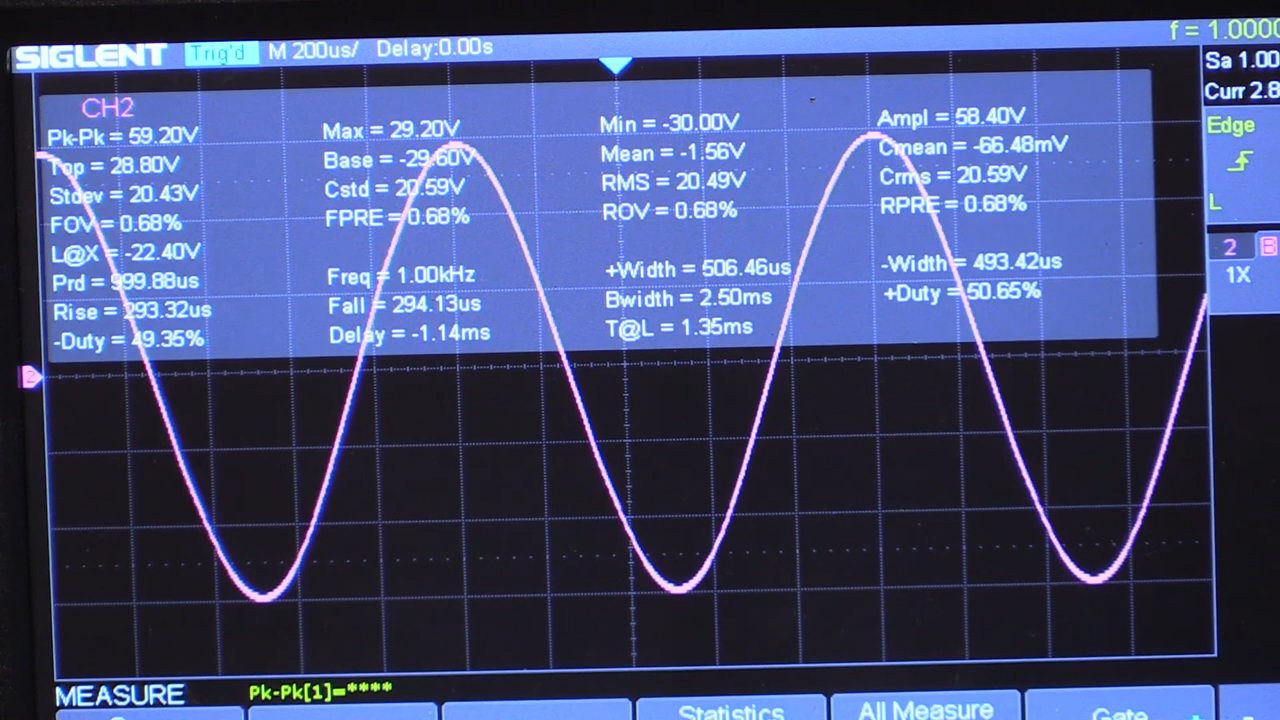 SIGLENT Trig'd M 200us/ Delay:0.00s f = 1.0000
Sa 1.00
Curr 2.8
CH2
Pk-Pk = 59.20V Max = 29.20V Min = -30.00V Ampl = 58.40V
Top = 28.80V Base = -29.60V Mean = -1.56V Cmean = -66.48mV
Stdev = 20.43V Cstd = 20.59V RMS = 20.49V Crms = 20.59V
FOV = 0.68% FPRE = 0.68% ROV = 0.68% RPRE = 0.68%
L@X = -22.40V
Prd = 999.88us Freq = 1.00kHz +Width = 506.46us -Width = 493.42us
Rise = 293.32us Fall = 294.13us Bwidth = 2.50ms +Duty = 50.65%
-Duty = 49.35% Delay = -1.14ms T@L = 1.35ms
Edge
L
2 B
1X
2
MEASURE Pk-Pk[1]=****
Statistics All Measure Gate